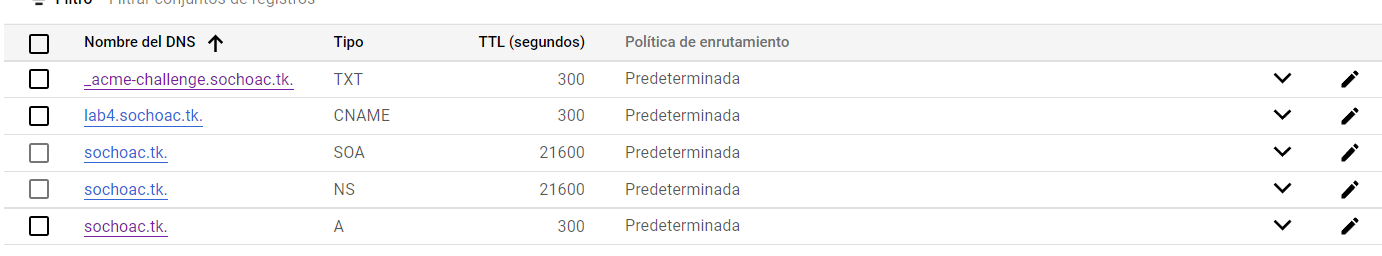 Filtro Filtrar conjuntos de registros
Nombre del DNS Tipo TTL (segundos) Política de enrutamiento
_acme-challenge.sochoac.tk. TXT 300 Predeterminada
lab4.sochoac.tk. CNAME 300 Predeterminada
sochoac.tk. SOA 21600 Predeterminada
sochoac.tk. NS 21600 Predeterminada
sochoac.tk. A 300 Predeterminada